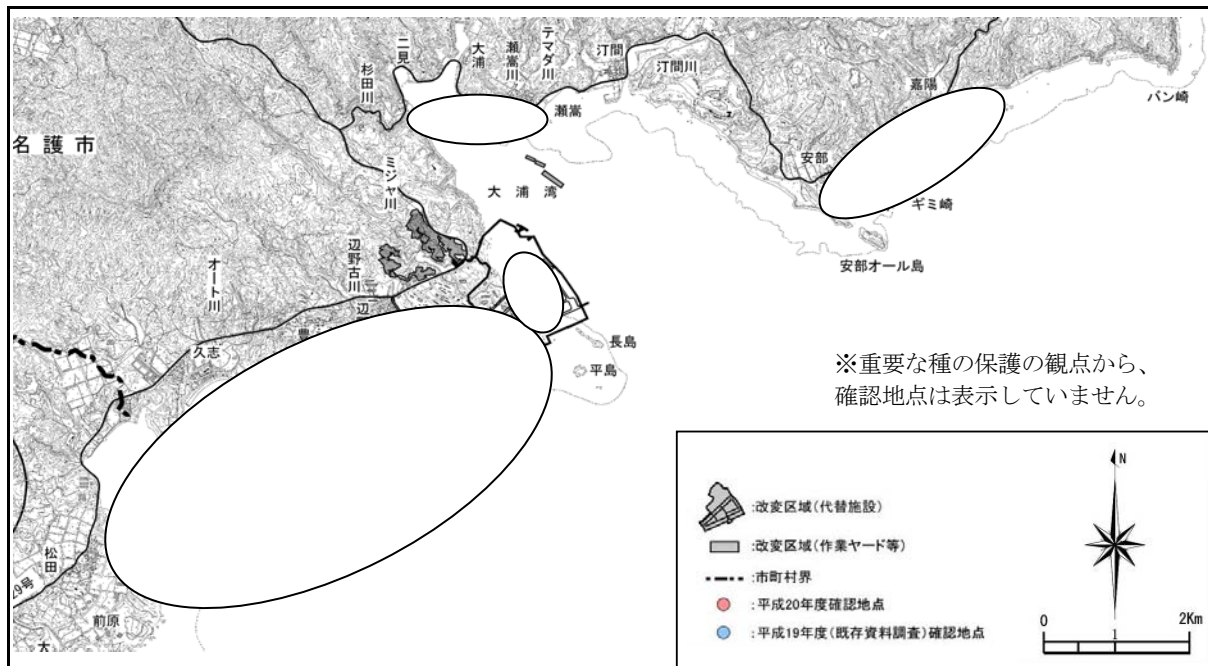 二見
大浦
瀬嵩川
テマダ川
汀間
汀間川
杉田川
瀬嵩
嘉陽
バン崎
名護市
安部
ギミ崎
大浦湾
ミジャ川
安部オール島
辺野古川
オート川
久志
長島
平島
※重要な種の保護の観点から、
確認地点は表示していません。
N
:改変区域(代替施設)
:改変区域(作業ヤード等)
:市町村界
:平成20年度確認地点
:平成19年度(既存資料調査)確認地点
0 1 2Km
松田
29号
前原